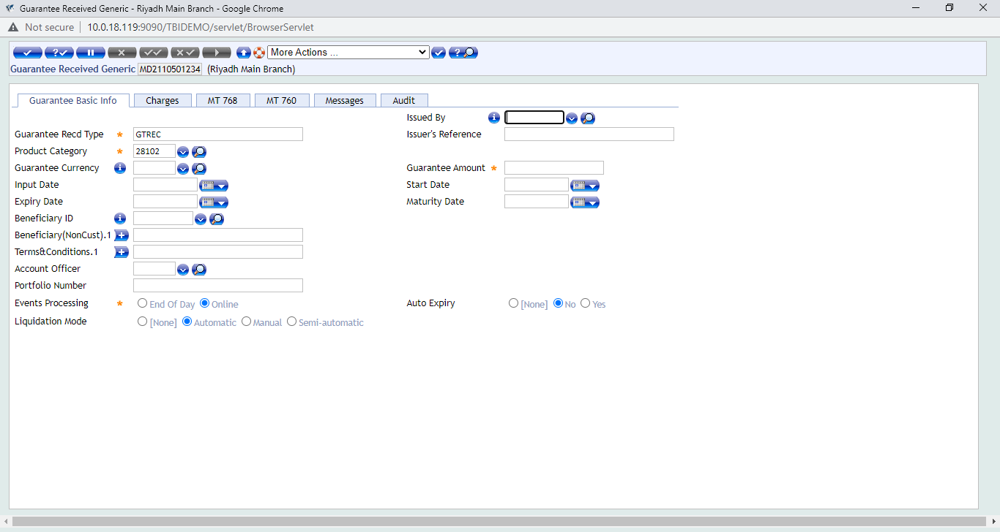 Guarantee Received Generic - Riyadh Main Branch - Google Chrome
Not secure | 10.0.18.119:9090/TBIDEMO/servlet/BrowserServlet
More Actions ...
Guarantee Received Generic MD2110501234 (Riyadh Main Branch)
Guarantee Basic Info Charges MT 768 MT 760 Messages Audit
Issued By
Guarantee Recd Type * GTREC Issuer's Reference
Product Category * 28102
Guarantee Currency Guarantee Amount *
Input Date Start Date
Expiry Date Maturity Date
Beneficiary ID
Beneficiary(NonCust).1
Terms&Conditions.1
Account Officer
Portfolio Number
Events Processing * End Of Day Online Auto Expiry [None] No Yes
Liquidation Mode [None] Automatic Manual Semi-automatic